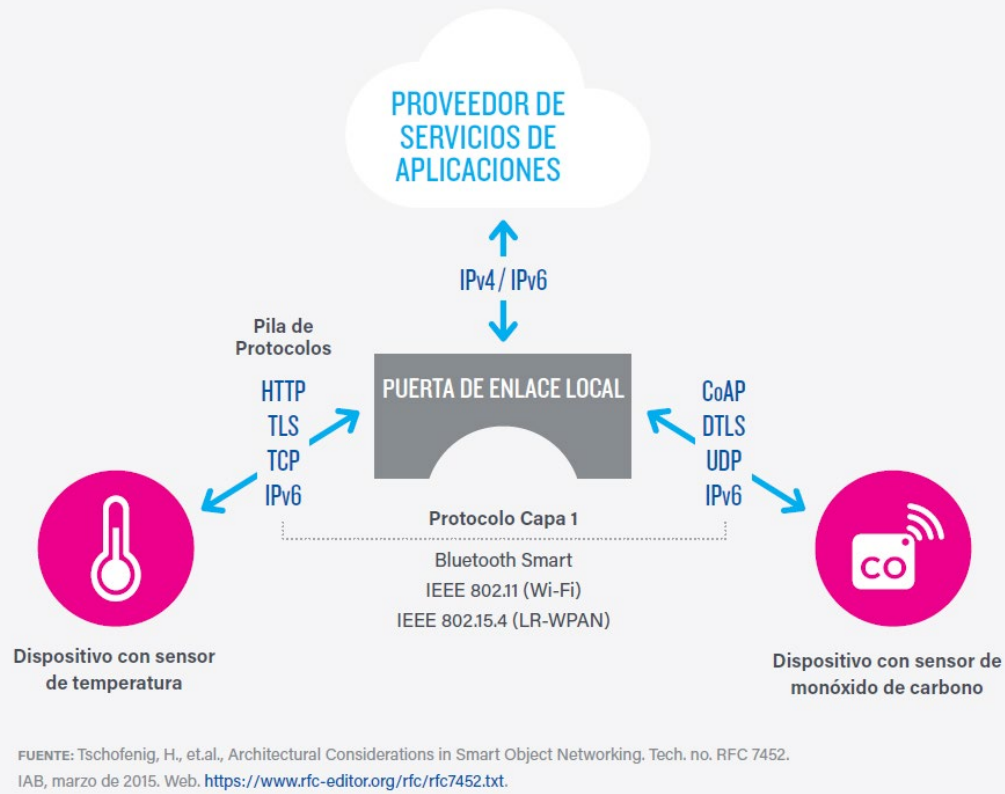 PROVEEDOR DE
SERVICIOS DE
APLICACIONES
IPv4 / IPv6
Pila de
Protocolos
HTTP
TLS
TCP
IPv6
PUERTA DE ENLACE LOCAL
CoAP
DTLS
UDP
IPv6
Protocolo Capa 1
Bluetooth Smart
IEEE 802.11 (Wi-Fi)
IEEE 802.15.4 (LR-WPAN)
Dispositivo con sensor
de temperatura
CO
Dispositivo con sensor de
monóxido de carbono
FUENTE: Tschofenig, H., et.al., Architectural Considerations in Smart Object Networking. Tech. no. RFC 7452.
IAB, marzo de 2015. Web. https://www.rfc-editor.org/rfc/rfc7452.txt.